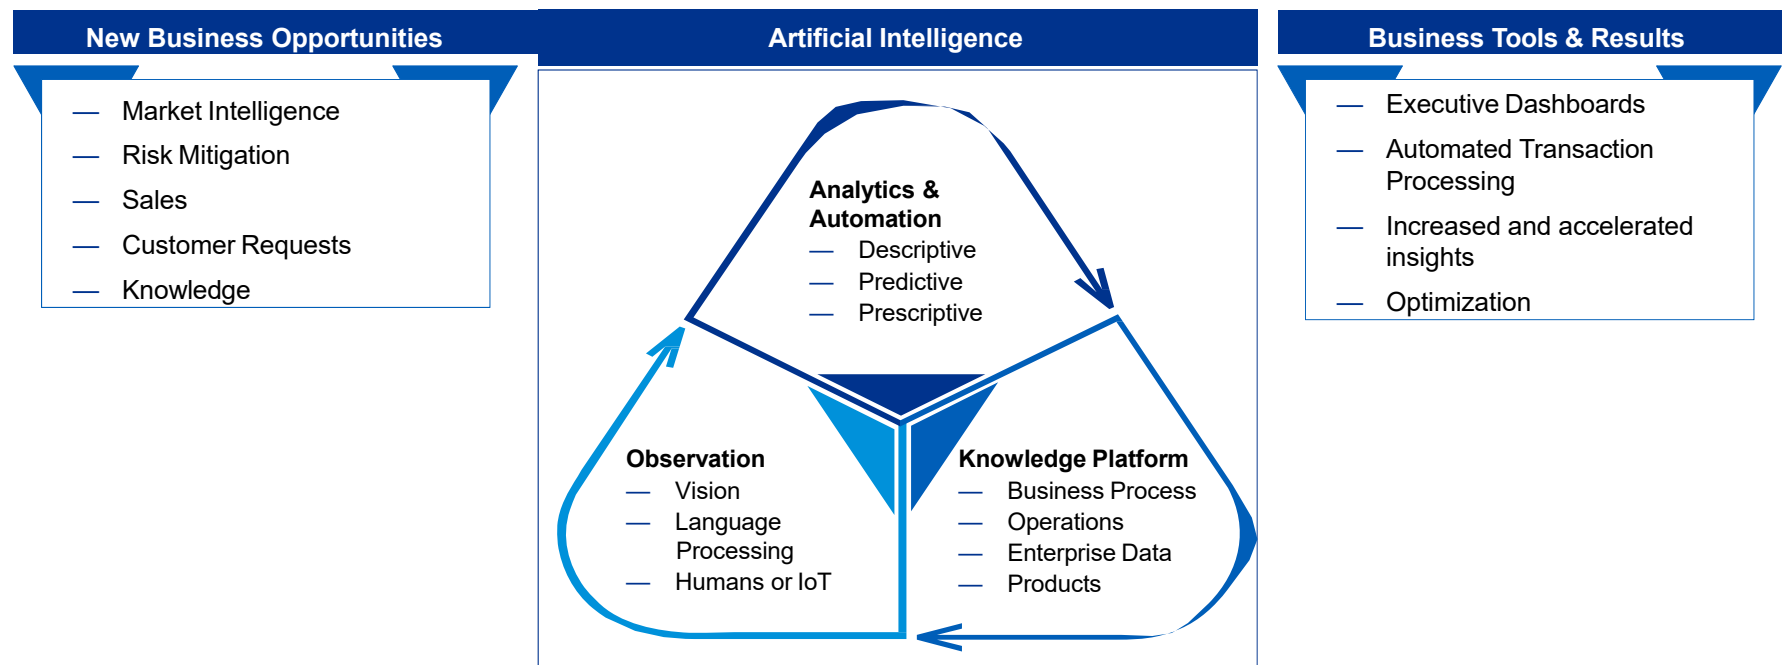 New Business Opportunities
— Market Intelligence
— Risk Mitigation
— Sales
— Customer Requests
— Knowledge
Artificial Intelligence
Analytics &
Automation
— Descriptive
— Predictive
— Prescriptive
Observation
— Vision
— Language
Processing
— Humans or IoT
Knowledge Platform
— Business Process
— Operations
— Enterprise Data
— Products
Business Tools & Results
— Executive Dashboards
— Automated Transaction
Processing
— Increased and accelerated
insights
— Optimization